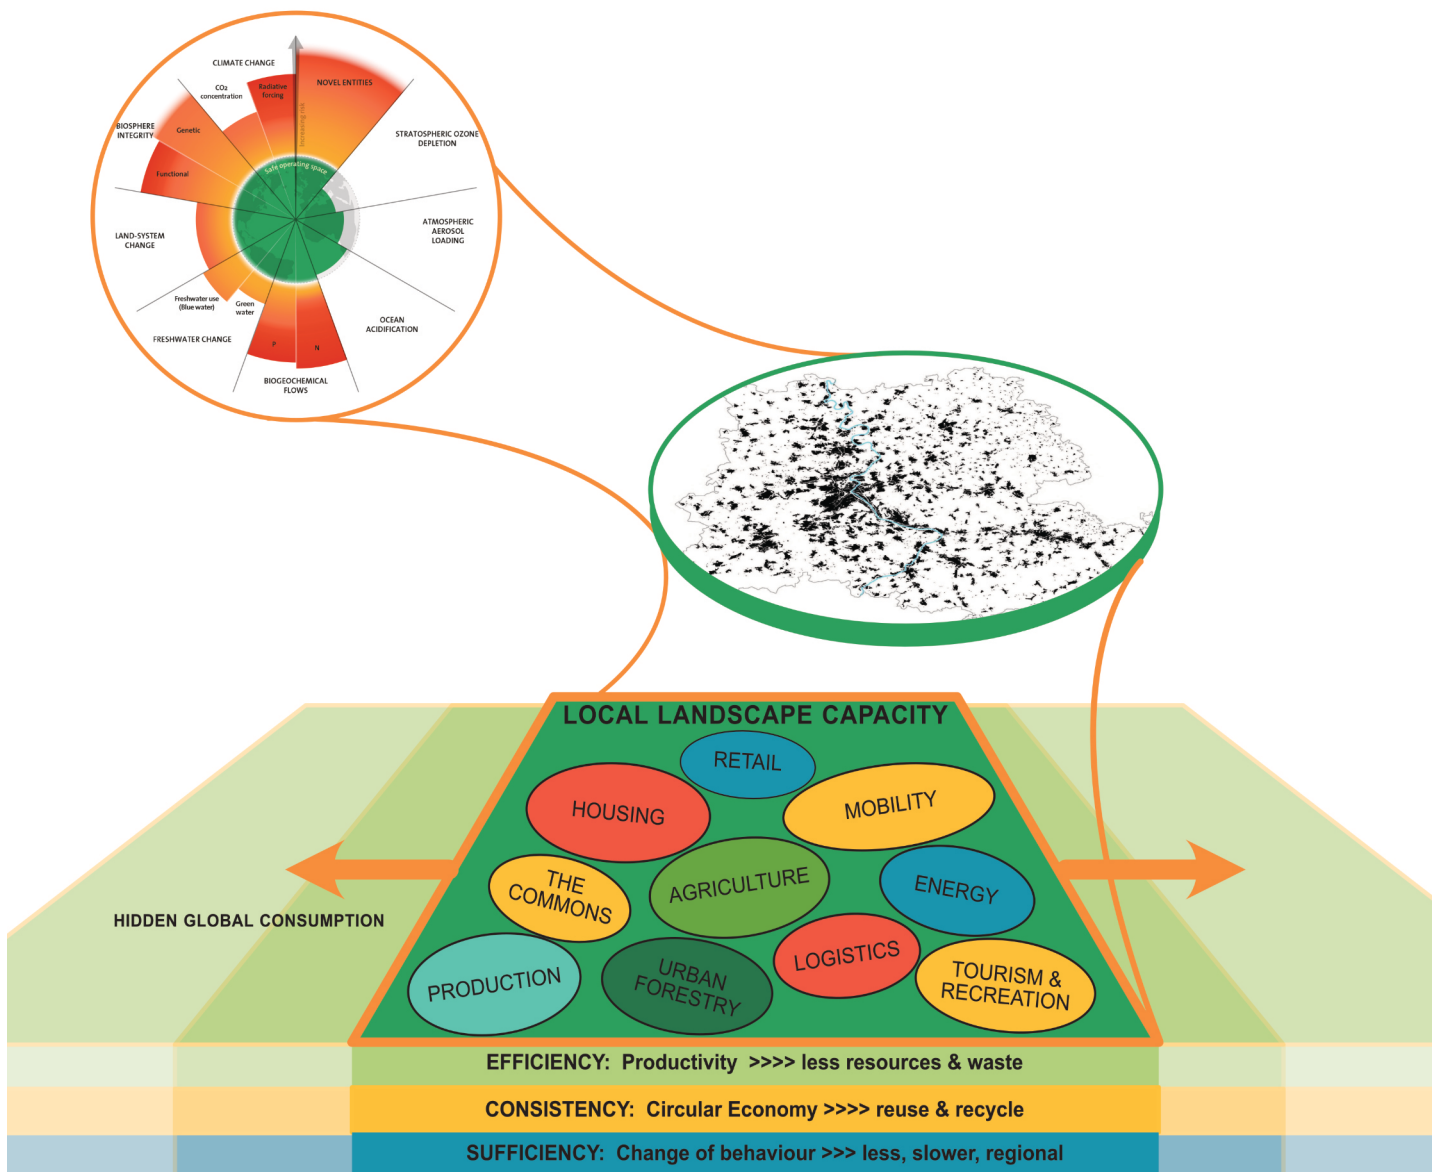 CLIMATE CHANGE
CO2
concentration
Radiative
forcing
NOVEL ENTITIES
Increasing risk
BIOSPHERE
INTEGRITY
Genetic
STRATOSPHERIC OZONE
DEPLETION
Safe operating space
Functional
LAND-SYSTEM
CHANGE
ATMOSPHERIC
AEROSOL
LOADING
Freshwater use
(Blue water)
Green
water
OCEAN
ACIDIFICATION
FRESHWATER CHANGE
P
N
BIOGEOCHEMICAL
FLOWS
LOCAL LANDSCAPE CAPACITY
RETAIL
HOUSING
MOBILITY
THE
COMMONS
AGRICULTURE
ENERGY
HIDDEN GLOBAL CONSUMPTION
PRODUCTION
URBAN
FORESTRY
LOGISTICS
TOURISM &
RECREATION
EFFICIENCY: Productivity >>>> less resources & waste
CONSISTENCY: Circular Economy >>>> reuse & recycle
SUFFICIENCY: Change of behaviour >>> less, slower, regional